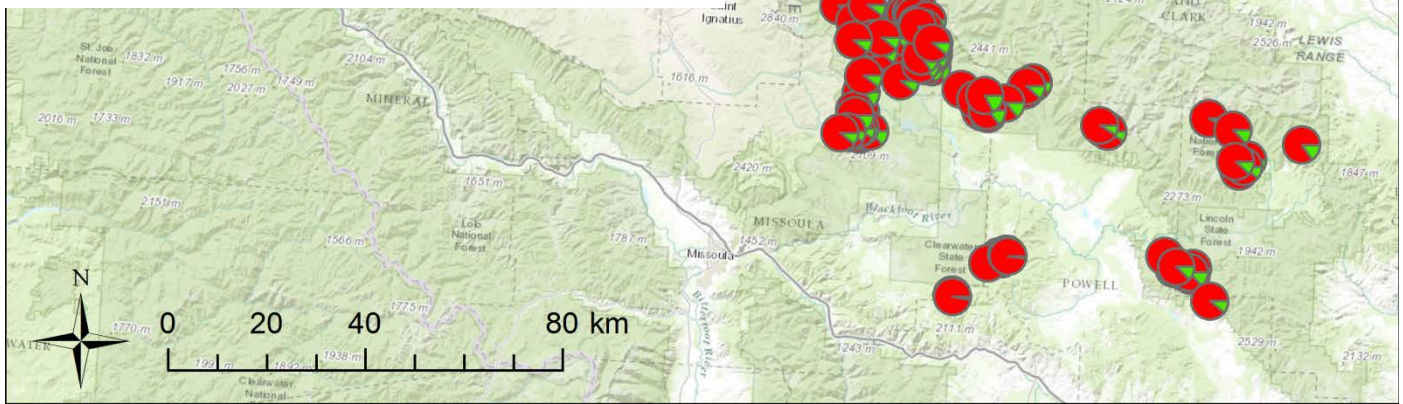 Saint
Ignatius
2840 m
AND
CLARK
1942 m
2526 m
LEWIS
RANGE
2441 m
St. Joe
National
Forest
1832 m
2104 m
1756 m
1749 m
1917 m
2027 m
1616 m
MINERAL
2016 m
1733 m
2420 m
1847 m
1651 m
2151 m
2273 m
Lolo
National
Forest
MISSOULA
Blackfoot River
Lincoln
State
Forest
1566 m
1787 m
1452 m
Missoula
Clearwater
State
Forest
1942 m
POWELL
N
1775 m
Bitterroot River
2111 m
0 20 40 80 km
1770 m
WATER
1938 m
1243 m
2529 m
2132 m
Clearwater
National